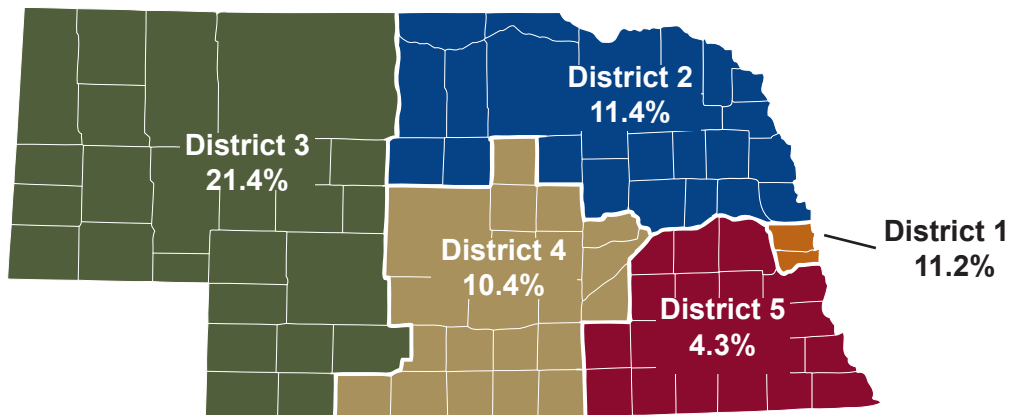 District 2
11.4%
District 3
21.4%
District 1
11.2%
District 4
10.4%
District 5
4.3%